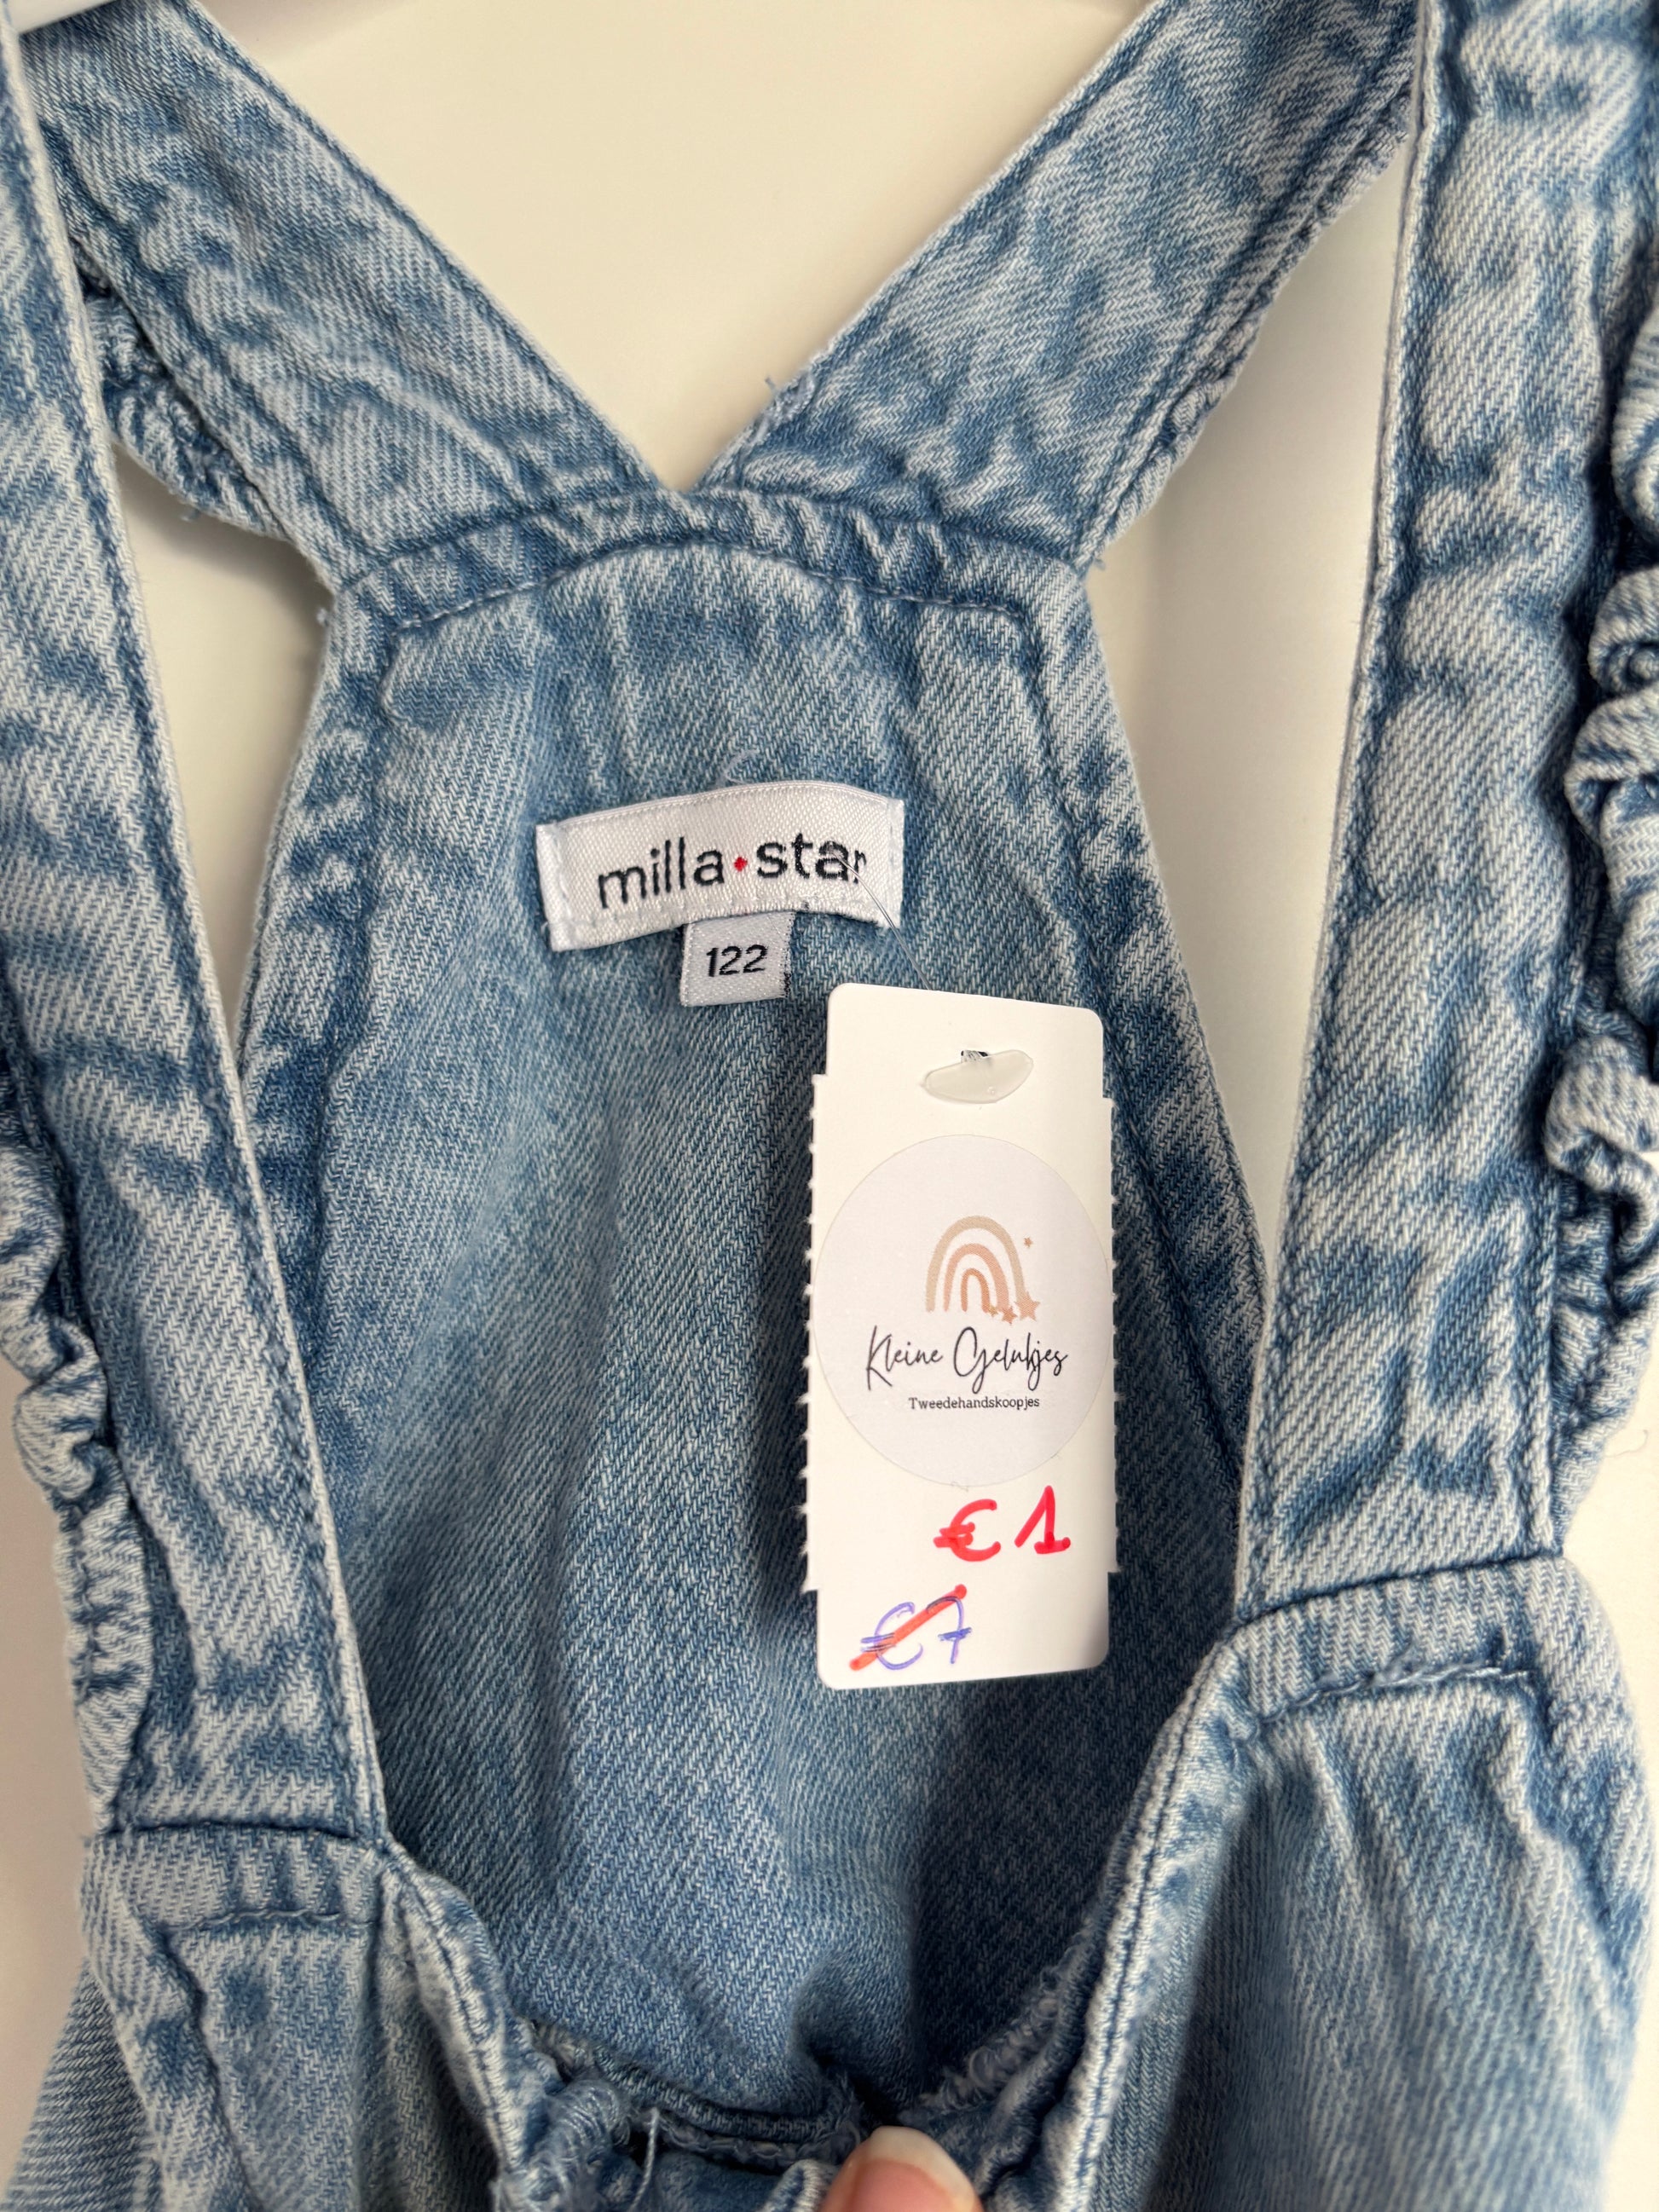 milla•star
122
Kleine Gelukjes
Tweedehandskoopjes
€1
€7